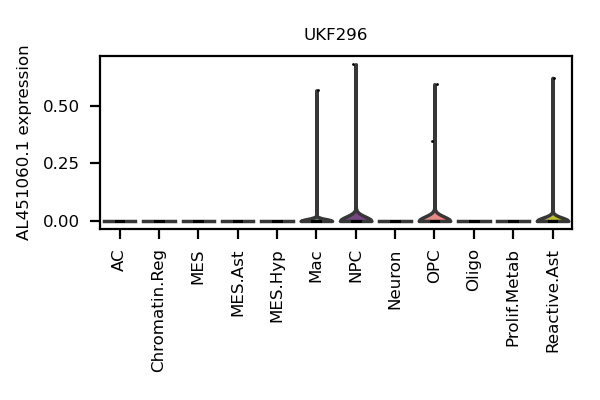 UKF296
AL451060.1 expression
0.50
0.25
0.00
AC
Chromatin.Reg
MES
MES.Ast
MES.Hyp
Mac
NPC
Neuron
OPC
Oligo
Prolif.Metab
Reactive.Ast